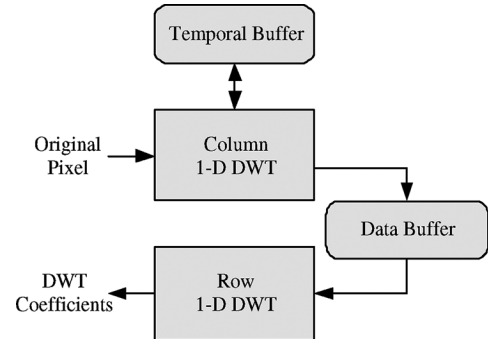 Temporal Buffer
Original
Pixel
Column
1-D DWT
Data Buffer
DWT
Coefficients
Row
1-D DWT